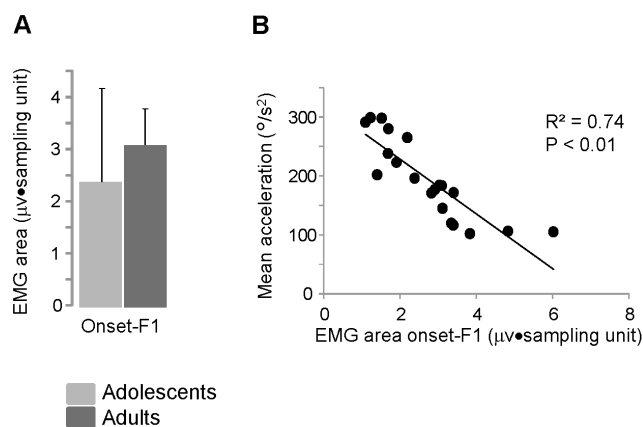 A
EMG area (μv•sampling unit)
4
3
2
1
0
Onset-F1
Adolescents
Adults
B
Mean acceleration (°/s²)
300
200
100
0
R² = 0.74
P < 0.01
0
2
4
6
8
EMG area onset-F1 (μv•sampling unit)